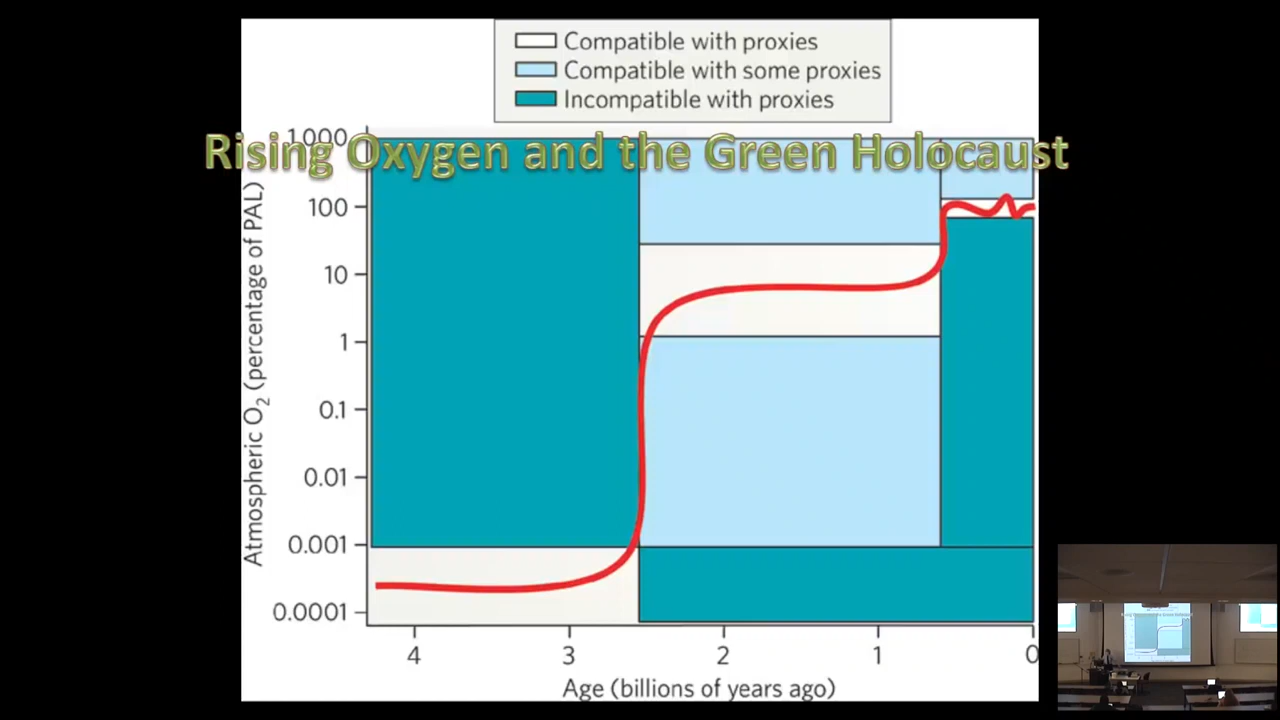 Compatible with proxies
Compatible with some proxies
Incompatible with proxies
Rising Oxygen and the Green Holocaust
1000
100
10
1
0.1
0.01
0.001
0.0001
Atmospheric O₂ (percentage of PAL)
4 3 2 1 0
Age (billions of years ago)